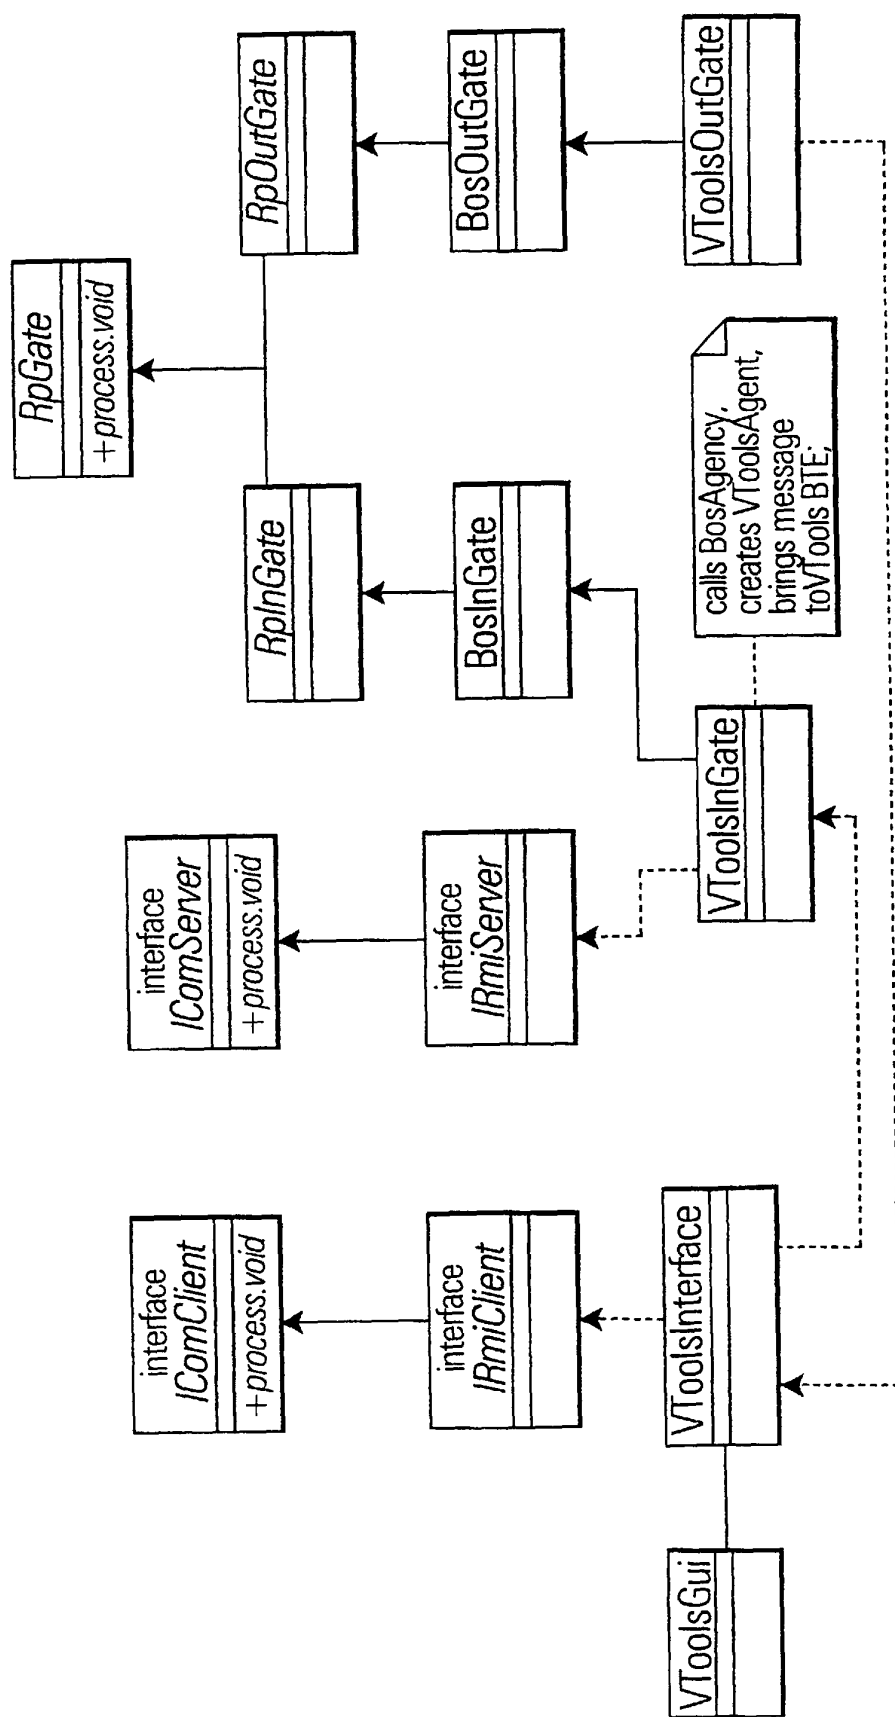 RpGate
+process.void
interface
IComClient
+process.void
interface
IComServer
+process.void
RpInGate
RpOutGate
interface
IRmiClient
interface
IRmiServer
BosInGate
BosOutGate
VToolsGui
VToolsInterface
VToolsInGate
calls BosAgency,
creates VToolsAgent,
brings message
toVTools BTE;
VToolsOutGate